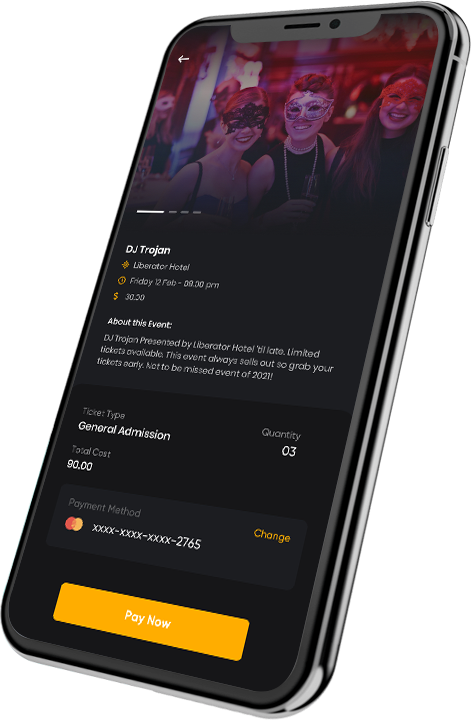 DJ Trojan
Liberator Hotel
Friday 12 Feb - 09.00 pm
$ 30.00
About this Event:
DJ Trojan Presented by Liberator Hotel 'til late. Limited
tickets available. This event always sells out so grab your
tickets early. Not to be missed event of 2021!
Ticket Type
General Admission
Quantity
03
Total Cost
90.00
Payment Method
xxxx-xxxx-xxxx-2765
Change
Pay Now